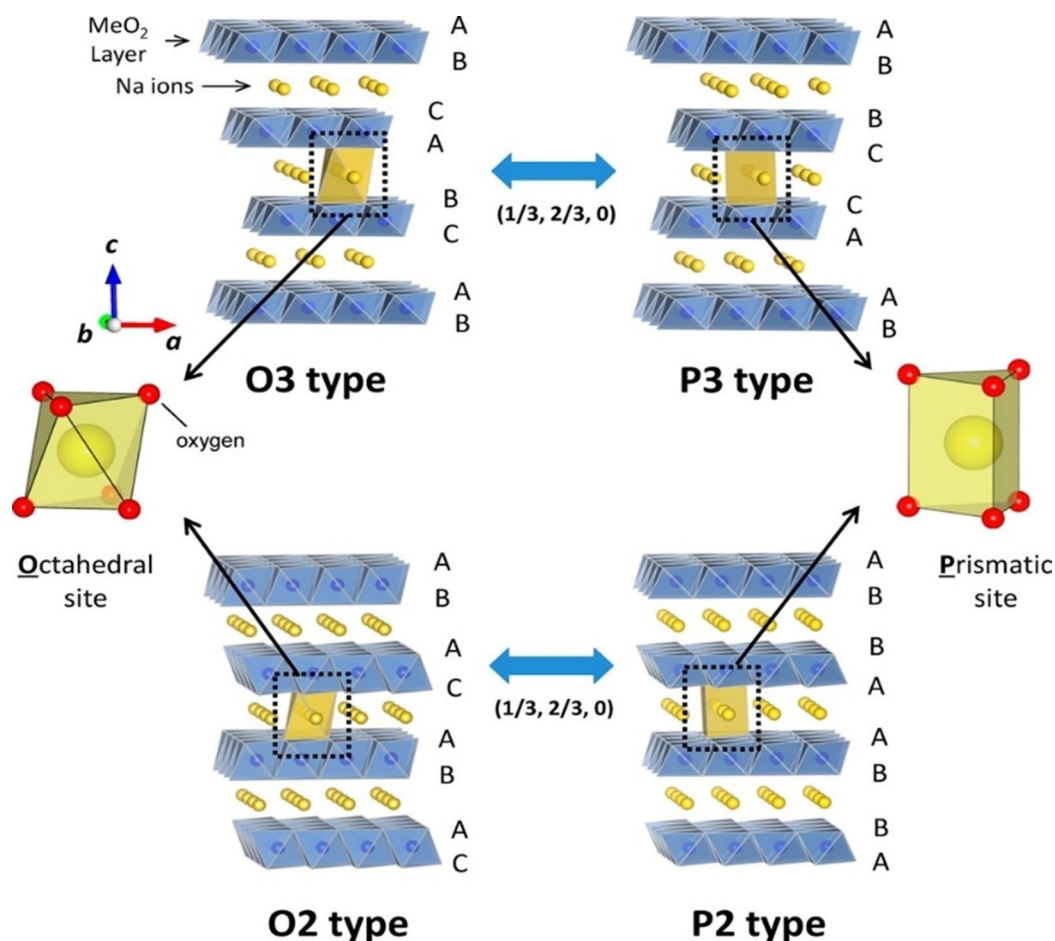 MeO₂
Layer
Na ions
A
B
C
A
B
C
A
B
(1/3, 2/3, 0)
A
B
B
C
C
A
A
B
c
b a
O3 type
P3 type
oxygen
Octahedral
site
Prismatic
site
A
B
A
C
A
B
A
C
(1/3, 2/3, 0)
A
B
B
A
A
B
B
A
O2 type
P2 type